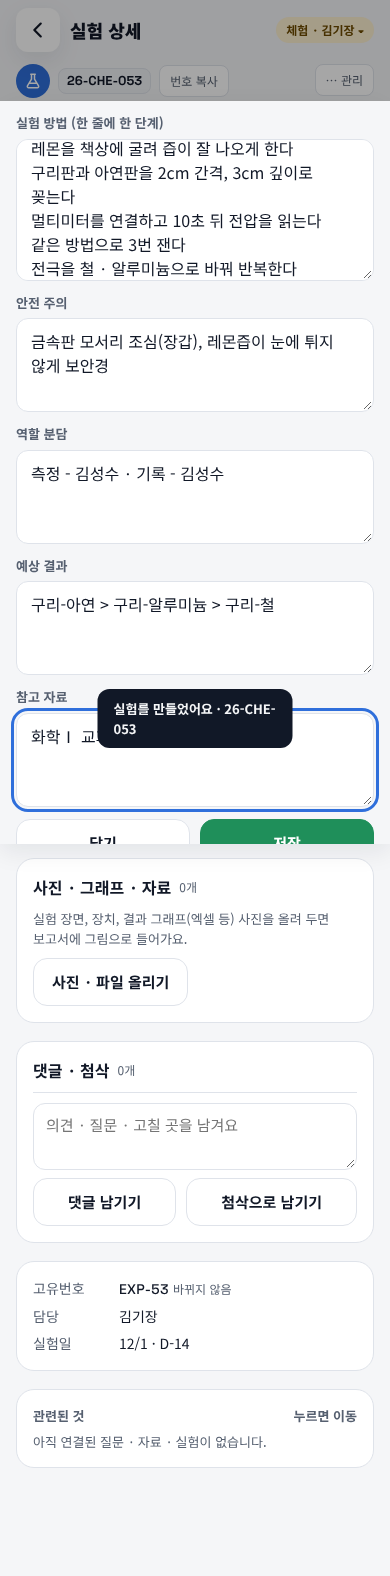 실험 상세
체험 · 김기장
26-CHE-053
번호 복사
··· 관리
실험 방법 (한 줄에 한 단계)
레몬을 책상에 굴려 즙이 잘 나오게 한다
구리판과 아연판을 2cm 간격, 3cm 깊이로
꽂는다
멀티미터를 연결하고 10초 뒤 전압을 읽는다
같은 방법으로 3번 잰다
전극을 철 · 알루미늄으로 바꿔 반복한다
안전 주의
금속판 모서리 조심(장갑), 레몬즙이 눈에 튀지
않게 보안경
역할 분담
측정 - 김성수 · 기록 - 김성수
예상 결과
구리-아연 > 구리-알루미늄 > 구리-철
참고 자료
실험를 만들었어요 · 26-CHE-
053
화학Ⅰ
닫기
저장
사진 · 그래프 · 자료 0개
실험 장면, 장치, 결과 그래프(엑셀 등) 사진을 올려 두면
보고서에 그림으로 들어가요.
사진 · 파일 올리기
댓글 · 첨삭 0개
의견 · 질문 · 고칠 곳을 남겨요
댓글 남기기
첨삭으로 남기기
고유번호 EXP-53 바뀌지 않음
담당 김기장
실험일 12/1 · D-14
관련된 것
누르면 이동
아직 연결된 질문 · 자료 · 실험이 없습니다.